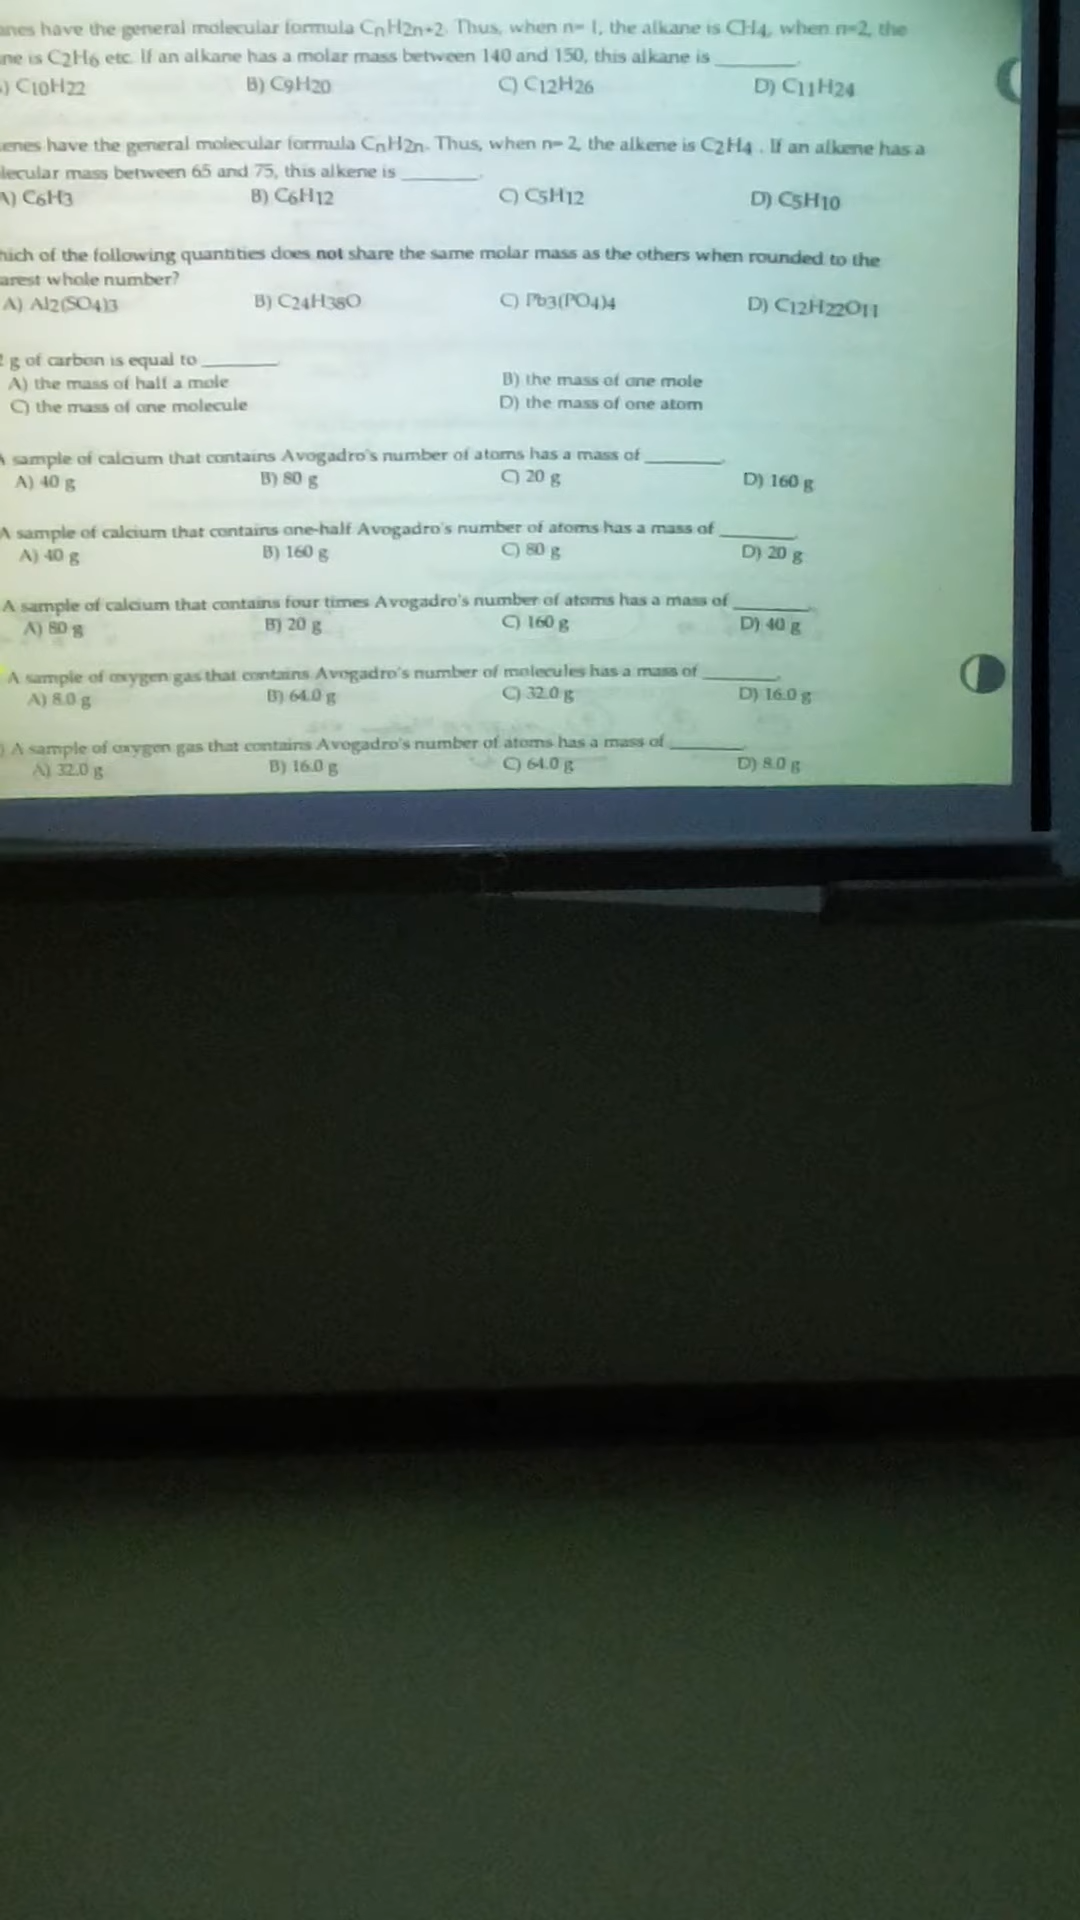 have the general molecular formula CnH2n+2. Thus, when n= 1, the alkane is CH4, when n=2, the
is C2H6 etc. If an alkane has a molar mass between 140 and 150, this alkane is ________.
) C10H22 B) C9H20 C) C12H26 D) C11H24
have the general molecular formula CnH2n. Thus, when n= 2, the alkene is C2H4 . If an alkene has a
mass between 65 and 75, this alkene is ________.
A) C6H3 B) C6H12 C) C5H12 D) C5H10
of the following quantities does not share the same molar mass as the others when rounded to the
whole number?
A) Al2(SO4)3 B) C24H38O C) Pb3(PO4)4 D) C12H22O11
g of carbon is equal to ________.
A) the mass of half a mole B) the mass of one mole
C) the mass of one molecule D) the mass of one atom
A sample of calcium that contains Avogadro's number of atoms has a mass of ________.
A) 40 g B) 80 g C) 20 g D) 160 g
A sample of calcium that contains one-half Avogadro's number of atoms has a mass of ________.
A) 40 g B) 160 g C) 80 g D) 20 g
A sample of calcium that contains four times Avogadro's number of atoms has a mass of ________.
A) 80 g B) 20 g C) 160 g D) 40 g
A sample of oxygen gas that contains Avogadro's number of molecules has a mass of ________.
A) 8.0 g B) 64.0 g C) 32.0 g D) 16.0 g
) A sample of oxygen gas that contains Avogadro's number of atoms has a mass of ________.
A) 32.0 g B) 16.0 g C) 64.0 g D) 8.0 g